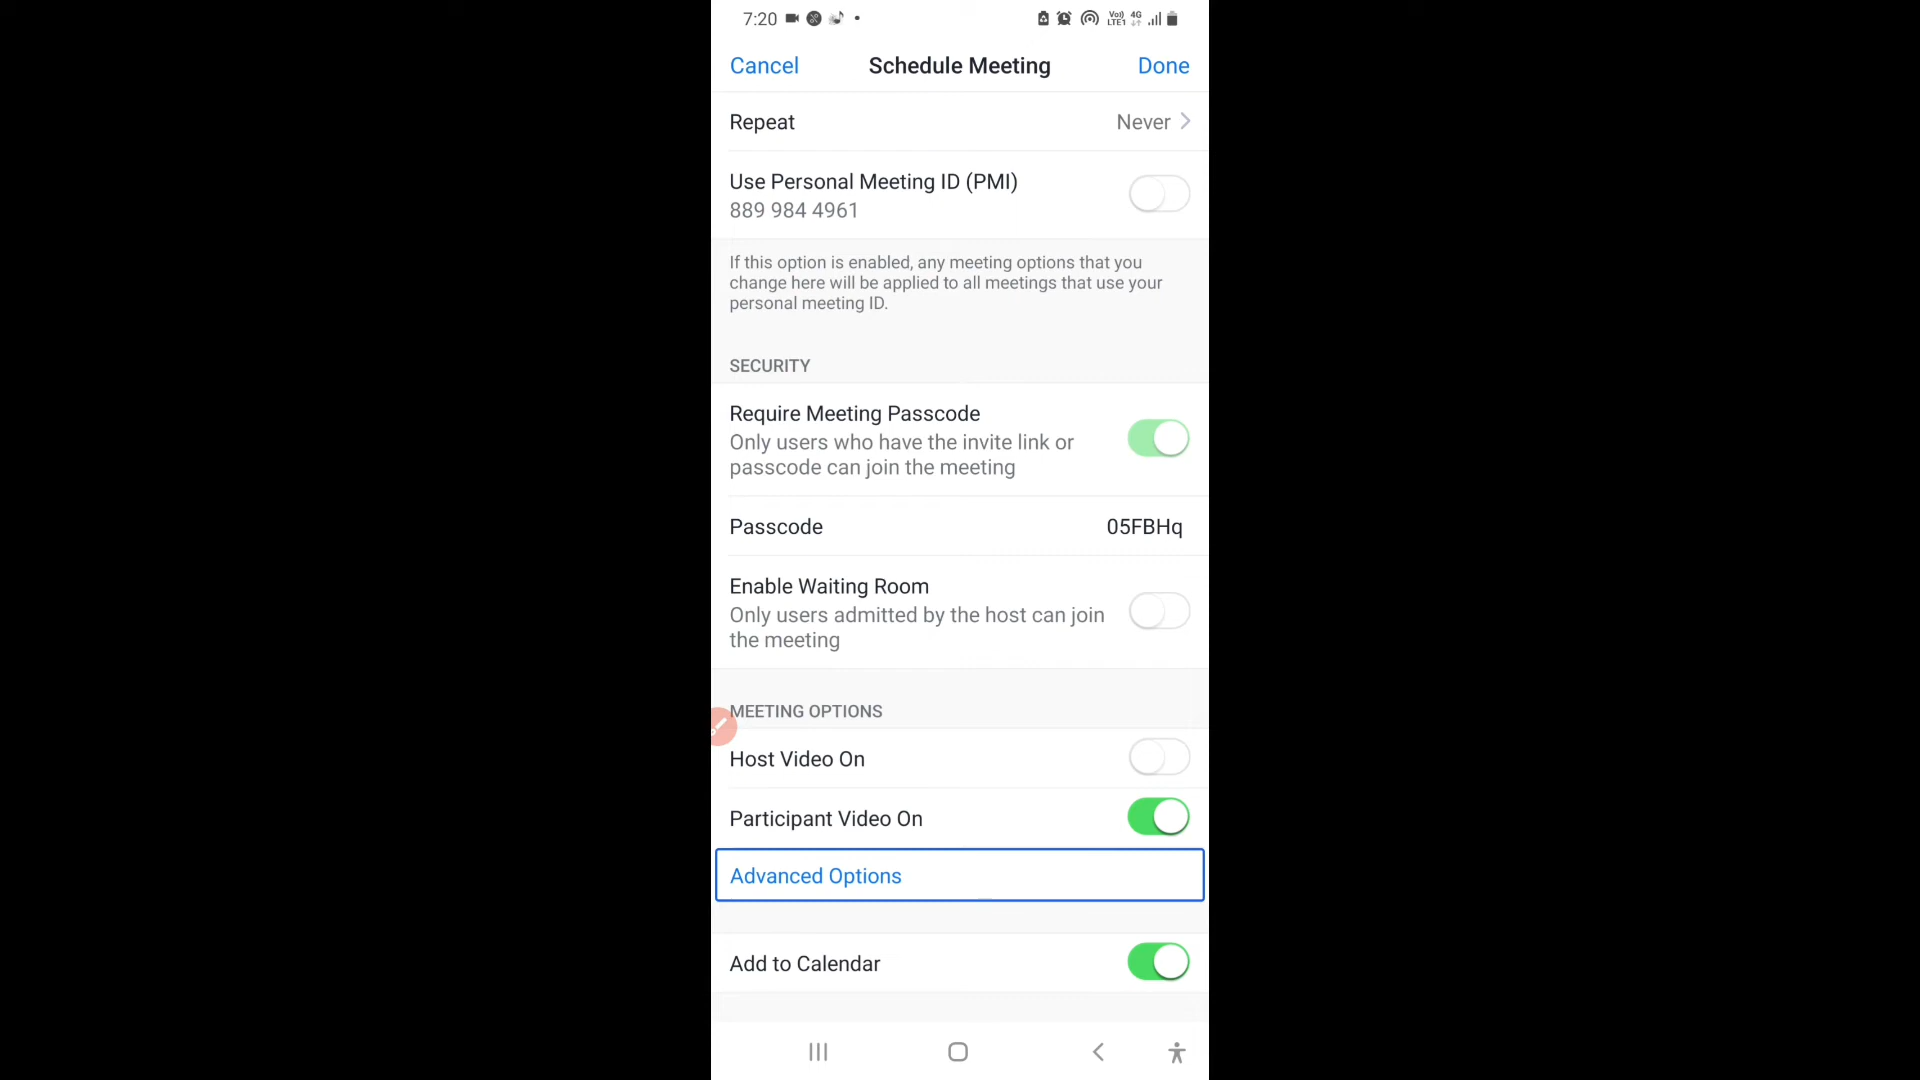 7:20 Vo) LTE1 4G
Cancel Schedule Meeting Done
Repeat Never
Use Personal Meeting ID (PMI)
889 984 4961
If this option is enabled, any meeting options that you
change here will be applied to all meetings that use your
personal meeting ID.
SECURITY
Require Meeting Passcode
Only users who have the invite link or
passcode can join the meeting
Passcode 05FBHq
Enable Waiting Room
Only users admitted by the host can join
the meeting
MEETING OPTIONS
Host Video On
Participant Video On
Advanced Options
Add to Calendar